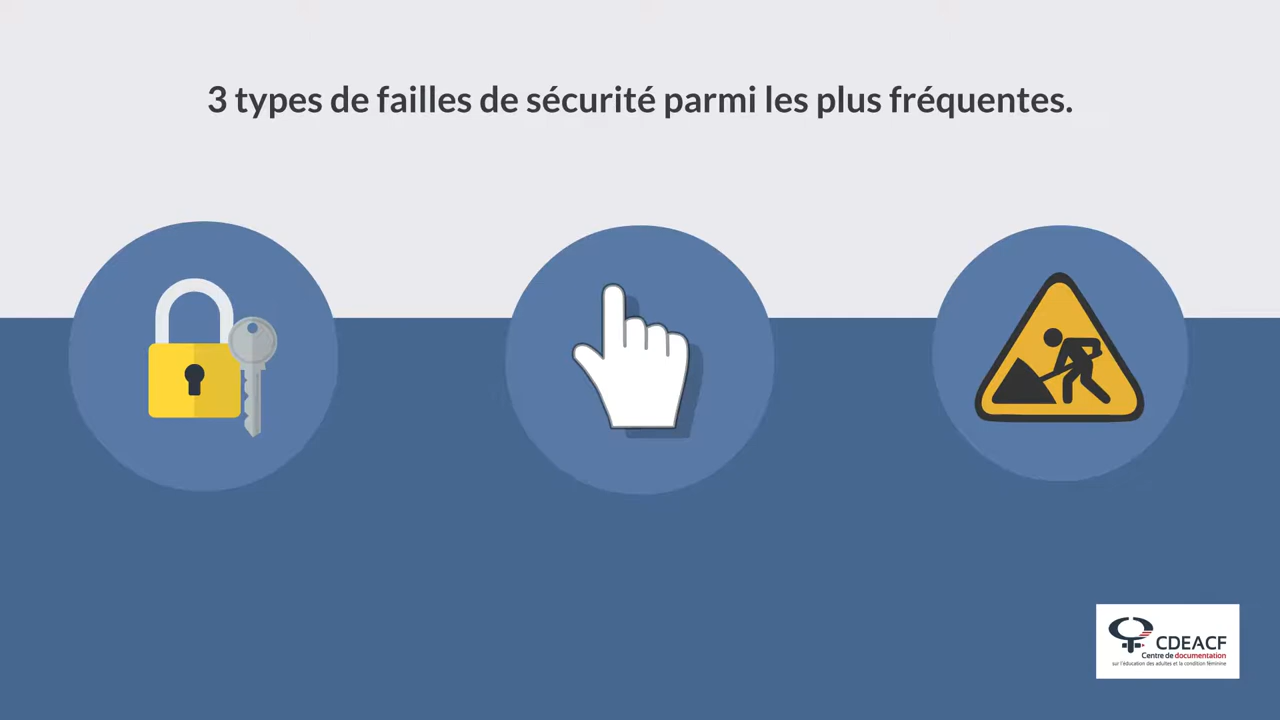 3 types de failles de sécurité parmi les plus fréquentes.
CDEACF
Centre de documentation
sur l'éducation des adultes et la condition féminine